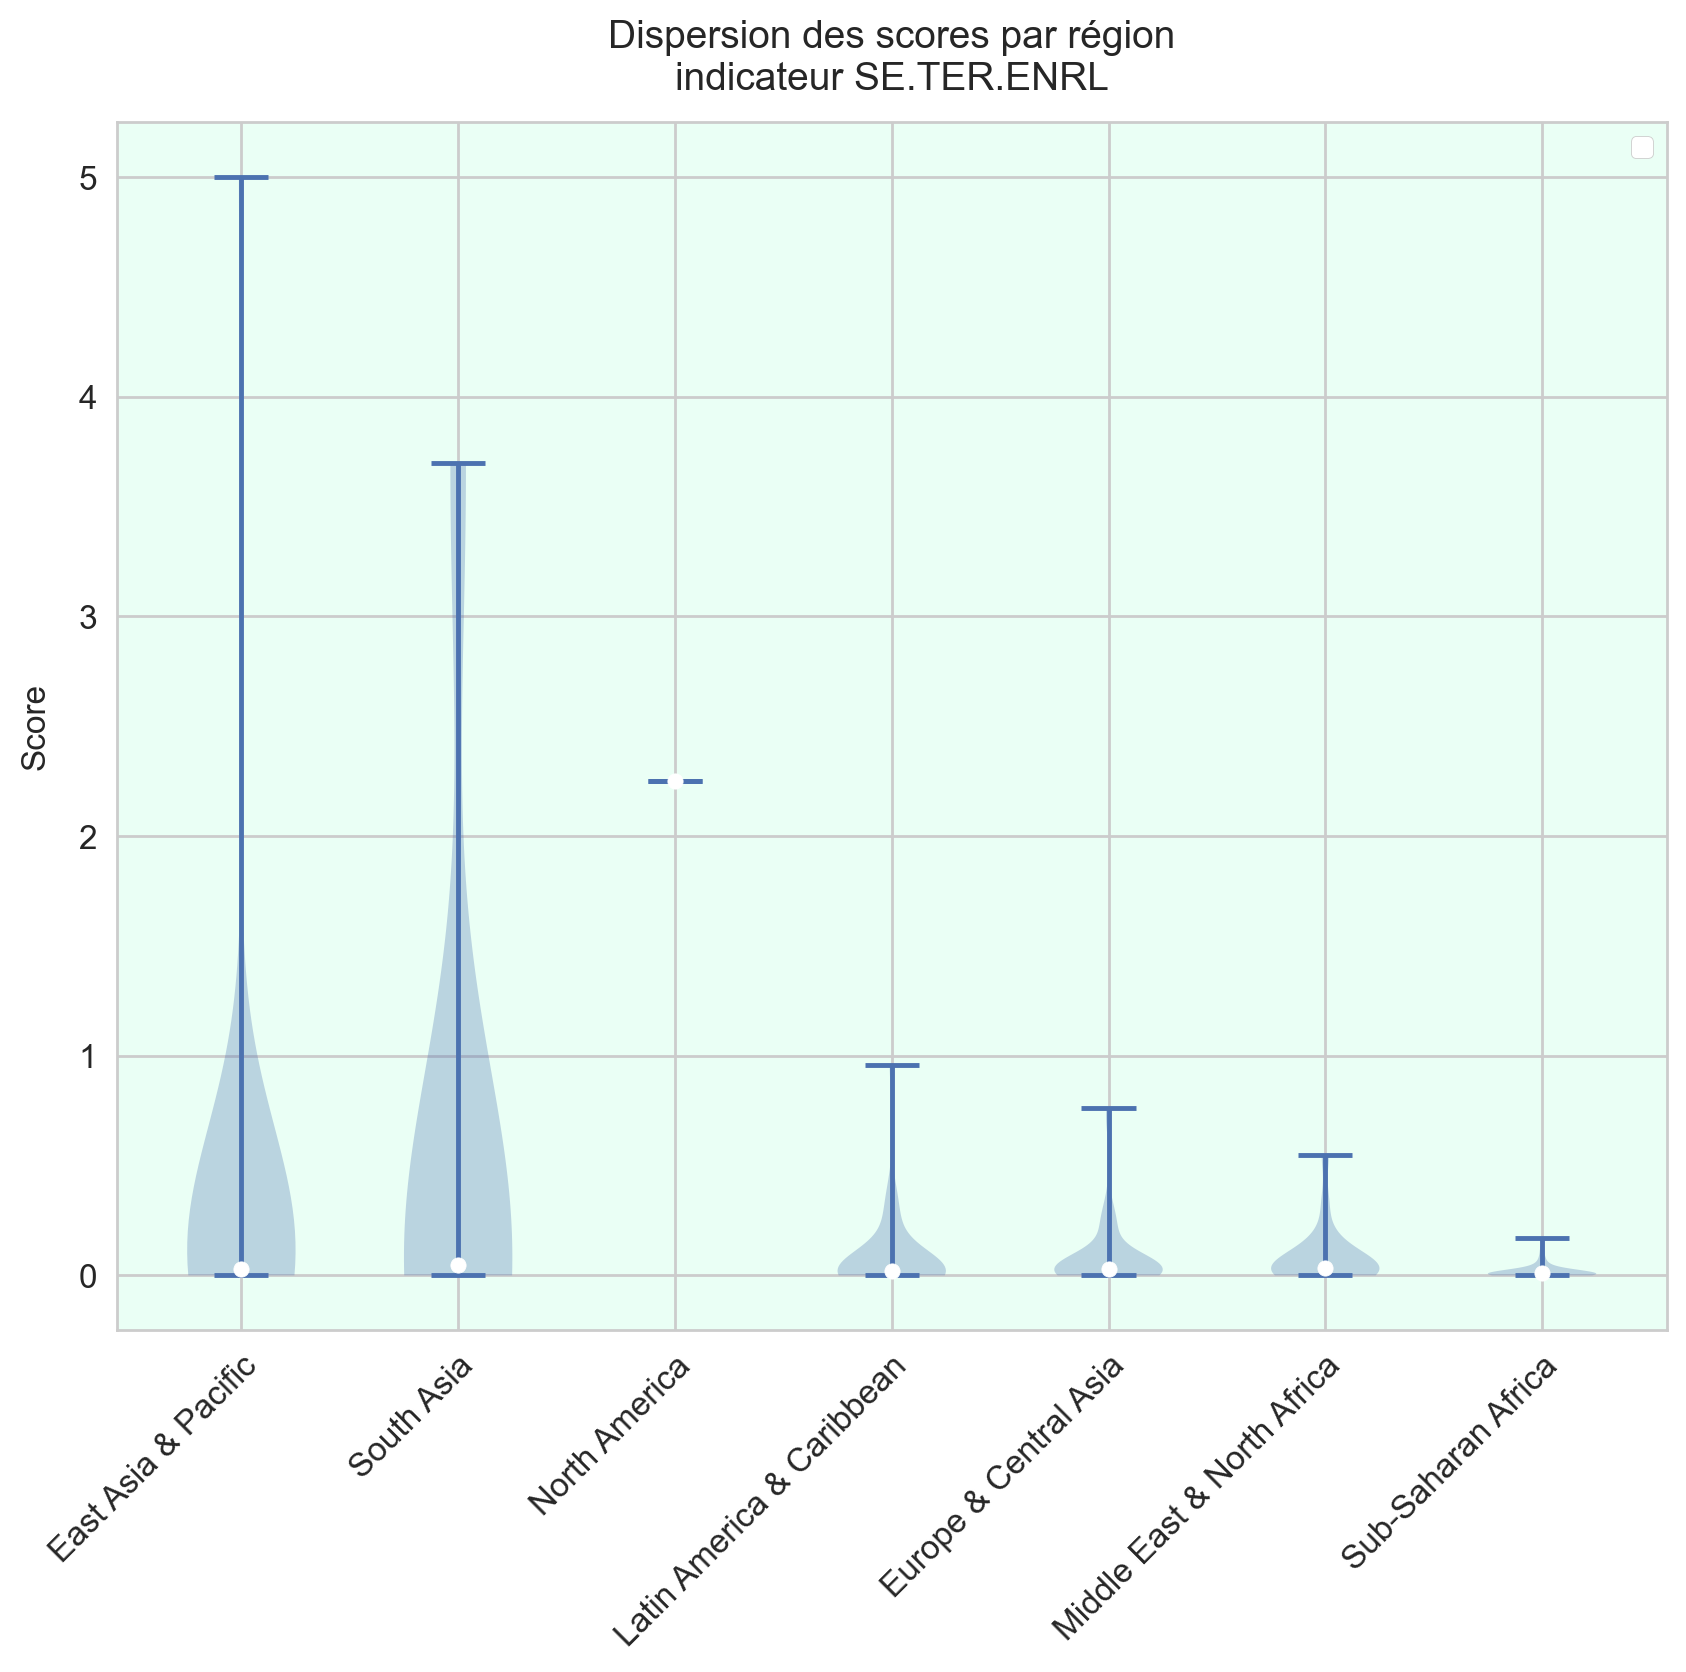 Dispersion des scores par région
indicateur SE.TER.ENRL
Score
5
4
3
2
1
0
East Asia & Pacific
South Asia
North America
Latin America & Caribbean
Europe & Central Asia
Middle East & North Africa
Sub-Saharan Africa